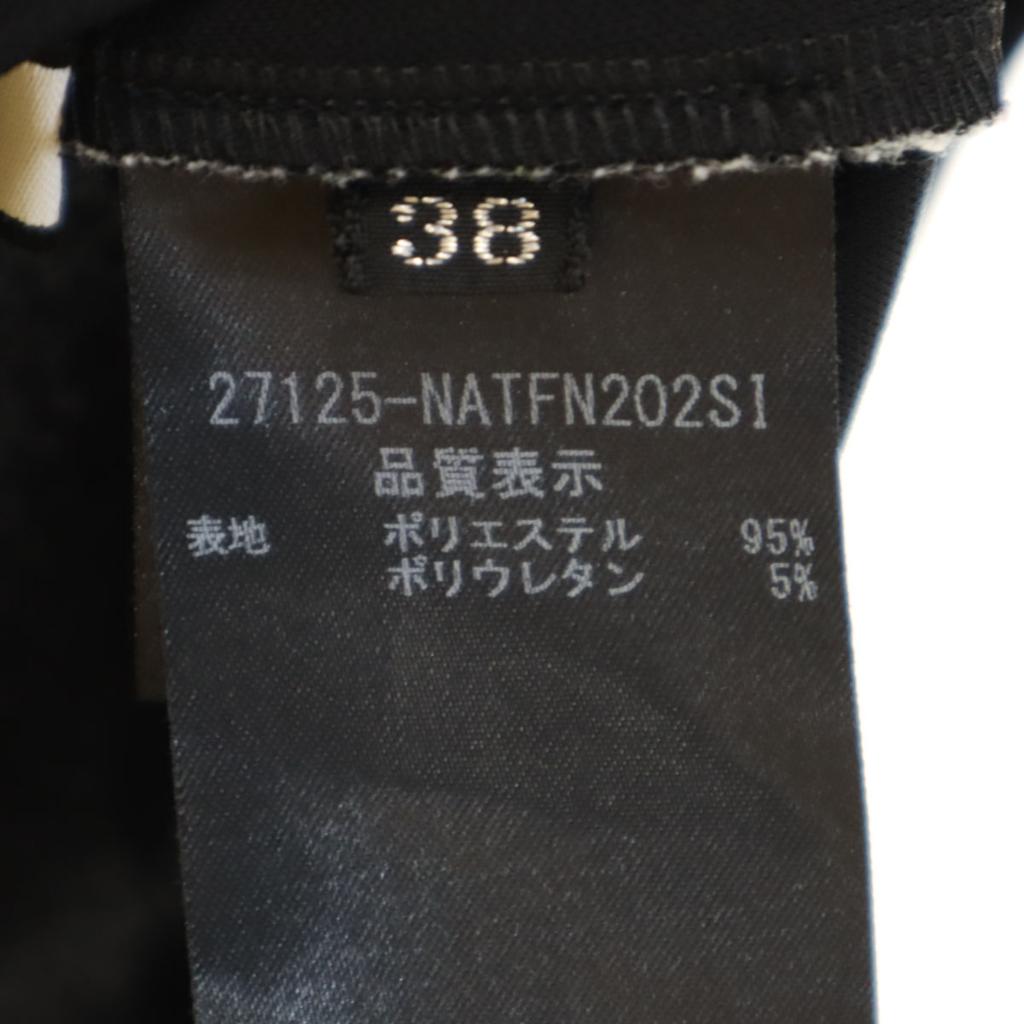 38
27125-NATFN202SI
品質表示
表地 ポリエステル 95%
ポリウレタン 5%